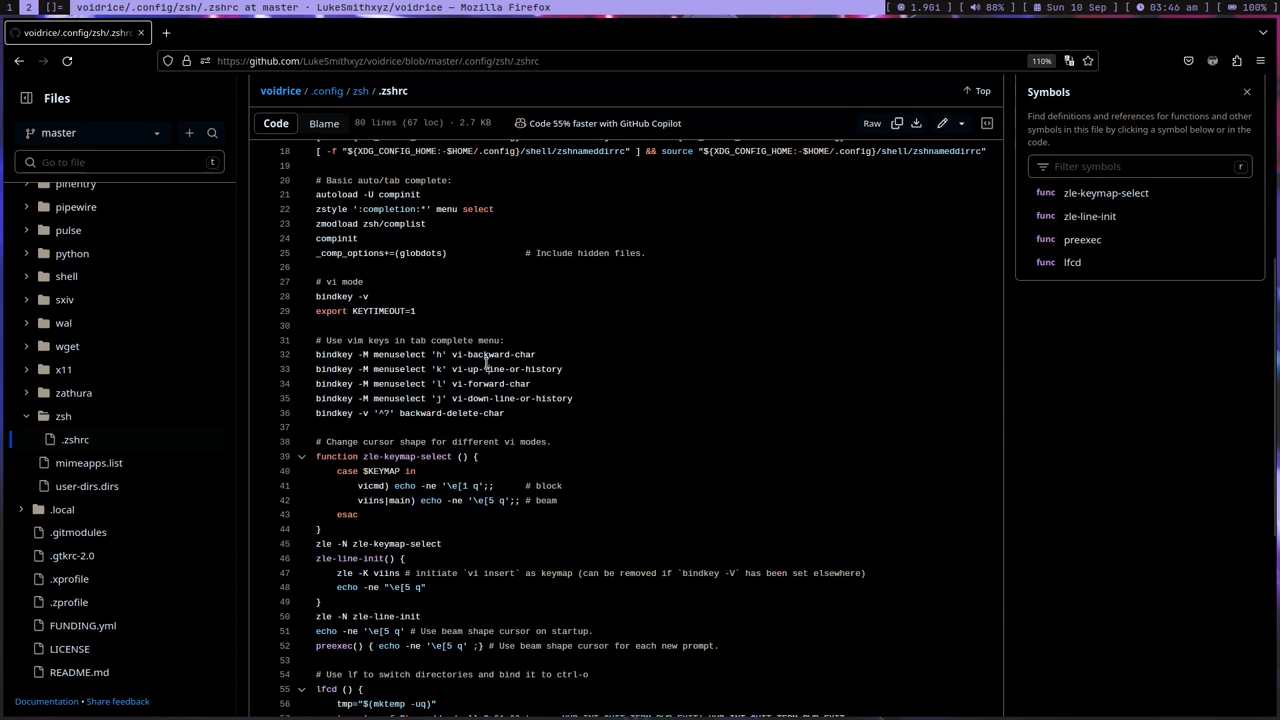 1 2 []= voidrice/.config/zsh/.zshrc at master · LukeSmithxyz/voidrice — Mozilla Firefox [ 1.9Gi ] [ 88% ] [ Sun 10 Sep ] [ 03:46 am ] [ 100% ]
voidrice/.config/zsh/.zshrc
https://github.com/LukeSmithxyz/voidrice/blob/master/.config/zsh/.zshrc 110%
Files
master
Go to file t
pinentry
pipewire
pulse
python
shell
sxiv
wal
wget
x11
zathura
zsh
.zshrc
mimeapps.list
user-dirs.dirs
.local
.gitmodules
.gtkrc-2.0
.xprofile
.zprofile
FUNDING.yml
LICENSE
README.md
Documentation • Share feedback
voidrice / .config / zsh / .zshrc Top
Code Blame 80 lines (67 loc) · 2.7 KB Code 55% faster with GitHub Copilot Raw
18 [ -f "${XDG_CONFIG_HOME:-$HOME/.config}/shell/zshnameddirrc" ] && source "${XDG_CONFIG_HOME:-$HOME/.config}/shell/zshnameddirrc"
19
20 # Basic auto/tab complete:
21 autoload -U compinit
22 zstyle ':completion:*' menu select
23 zmodload zsh/complist
24 compinit
25 _comp_options+=(globdots) # Include hidden files.
26
27 # vi mode
28 bindkey -v
29 export KEYTIMEOUT=1
30
31 # Use vim keys in tab complete menu:
32 bindkey -M menuselect 'h' vi-backward-char
33 bindkey -M menuselect 'k' vi-up-line-or-history
34 bindkey -M menuselect 'l' vi-forward-char
35 bindkey -M menuselect 'j' vi-down-line-or-history
36 bindkey -v '^?' backward-delete-char
37
38 # Change cursor shape for different vi modes.
39 function zle-keymap-select () {
40 case $KEYMAP in
41 vicmd) echo -ne '\e[1 q';; # block
42 viins|main) echo -ne '\e[5 q';; # beam
43 esac
44 }
45 zle -N zle-keymap-select
46 zle-line-init() {
47 zle -K viins # initiate `vi insert` as keymap (can be removed if `bindkey -V` has been set elsewhere)
48 echo -ne "\e[5 q"
49 }
50 zle -N zle-line-init
51 echo -ne '\e[5 q' # Use beam shape cursor on startup.
52 preexec() { echo -ne '\e[5 q' ;} # Use beam shape cursor for each new prompt.
53
54 # Use lf to switch directories and bind it to ctrl-o
55 lfcd () {
56 tmp="$(mktemp -uq)"
Symbols
Find definitions and references for functions and other
symbols in this file by clicking a symbol below or in the
code.
Filter symbols r
func zle-keymap-select
func zle-line-init
func preexec
func lfcd